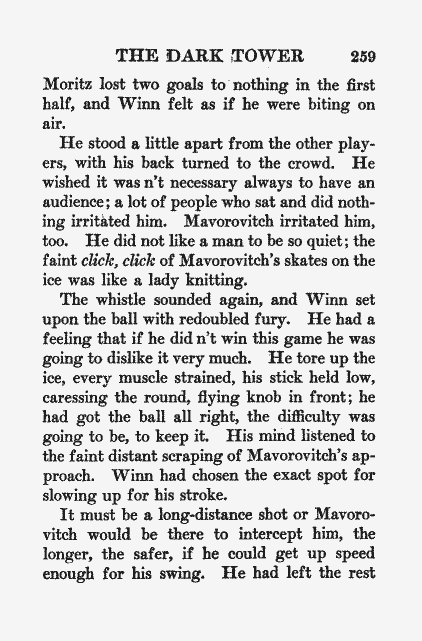 THE DARK TOWER 259
Moritz lost two goals to nothing in the first
half, and Winn felt as if he were biting on
air.
He stood a little apart from the other play-
ers, with his back turned to the crowd. He
wished it was n't necessary always to have an
audience; a lot of people who sat and did noth-
ing irritated him. Mavorovitch irritated him,
too. He did not like a man to be so quiet; the
faint click, click of Mavorovitch's skates on the
ice was like a lady knitting.
The whistle sounded again, and Winn set
upon the ball with redoubled fury. He had a
feeling that if he did n't win this game he was
going to dislike it very much. He tore up the
ice, every muscle strained, his stick held low,
caressing the round, flying knob in front; he
had got the ball all right, the difficulty was
going to be, to keep it. His mind listened to
the faint distant scraping of Mavorovitch's ap-
proach. Winn had chosen the exact spot for
slowing up for his stroke.
It must be a long-distance shot or Mavoro-
vitch would be there to intercept him, the
longer, the safer, if he could get up speed
enough for his swing. He had left the rest